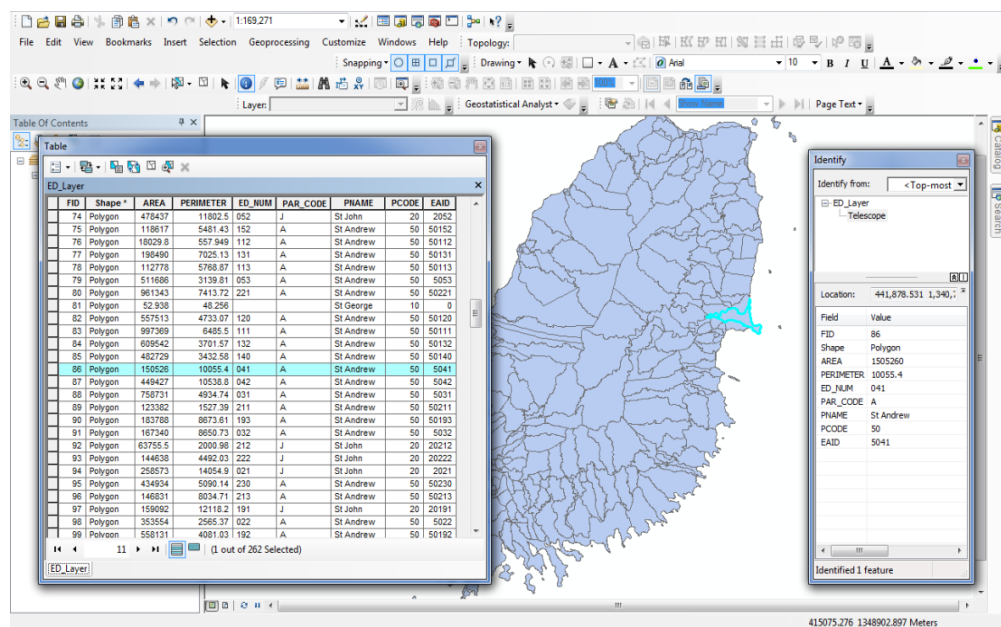 1:169,271
File Edit View Bookmarks Insert Selection Geoprocessing Customize Windows Help Topology:
Snapping Drawing A Arial 10 B I U A
100%
Layer: Geostatistical Analyst Show Name Page Text
Table Of Contents
Table
ED_Layer
FID Shape * AREA PERIMETER ED_NUM PAR_CODE PNAME PCODE EAID
74 Polygon 478437 11802.5 052 J St John 20 2052
75 Polygon 118617 5481.43 152 A St Andrew 50 50152
76 Polygon 18029.8 557.949 112 A St Andrew 50 50112
77 Polygon 198490 7025.13 131 A St Andrew 50 50131
78 Polygon 112778 5768.87 113 A St Andrew 50 50113
79 Polygon 511686 3139.81 053 A St Andrew 50 5053
80 Polygon 961343 7413.72 221 A St Andrew 50 50221
81 Polygon 52.938 48.256 St George 10 0
82 Polygon 557513 4733.07 120 A St Andrew 50 50120
83 Polygon 997369 6485.5 111 A St Andrew 50 50111
84 Polygon 609542 3701.57 132 A St Andrew 50 50132
85 Polygon 482729 3432.58 140 A St Andrew 50 50140
86 Polygon 150526 10055.4 041 A St Andrew 50 5041
87 Polygon 449427 10538.8 042 A St Andrew 50 5042
88 Polygon 758731 4934.74 031 A St Andrew 50 5031
89 Polygon 123382 1527.39 211 A St Andrew 50 50211
90 Polygon 183788 8673.61 193 A St Andrew 50 50193
91 Polygon 167340 8650.73 032 A St Andrew 50 5032
92 Polygon 63755.5 2000.98 212 J St John 20 20212
93 Polygon 144638 4492.03 222 J St John 20 20222
94 Polygon 258573 14054.9 021 J St John 20 2021
95 Polygon 434934 5090.14 230 A St Andrew 50 50230
96 Polygon 146831 8034.71 213 A St Andrew 50 50213
97 Polygon 159092 12118.2 191 J St John 20 20191
98 Polygon 353554 2565.37 022 A St Andrew 50 5022
99 Polygon 558131 4081.03 192 A St Andrew 50 50192
11 (1 out of 262 Selected)
ED_Layer
Identify
Identify from: <Top-most
ED_Layer
Telescope
Location: 441,878.531
Field Value
FID 86
Shape Polygon
AREA 1505260
PERIMETER 10055.4
ED_NUM 041
PAR_CODE A
PNAME St Andrew
PCODE 50
EAID 5041
Identified 1 feature
Catalog
Search
415075.276 1348902.897 Meters